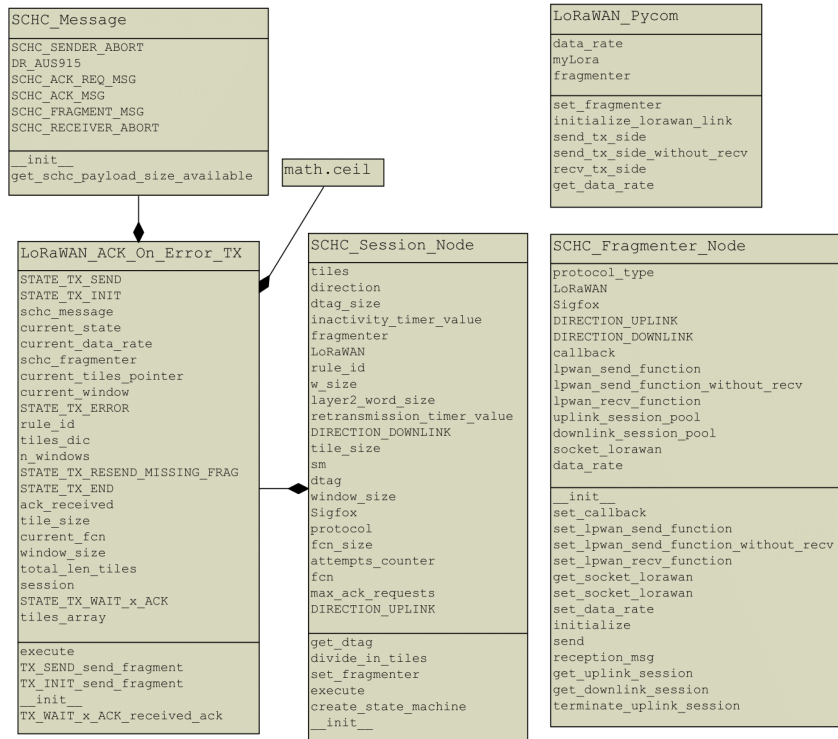 SCHC_Message
SCHC_SENDER_ABORT
DR_AUS915
SCHC_ACK_REQ_MSG
SCHC_ACK_MSG
SCHC_FRAGMENT_MSG
SCHC_RECEIVER_ABORT
__init__
get_schc_payload_size_available
LoRaWAN_Pycom
data_rate
myLora
fragmenter
set_fragmenter
initialize_lorawan_link
send_tx_side
send_tx_side_without_recv
recv_tx_side
get_data_rate
math.ceil
LoRaWAN_ACK_On_Error_TX
STATE_TX_SEND
STATE_TX_INIT
schc_message
current_state
current_data_rate
schc_fragmenter
current_tiles_pointer
current_window
STATE_TX_ERROR
rule_id
tiles_dic
n_windows
STATE_TX_RESEND_MISSING_FRAG
STATE_TX_END
ack_received
tile_size
current_fcn
window_size
total_len_tiles
session
STATE_TX_WAIT_x_ACK
tiles_array
execute
TX_SEND_send_fragment
TX_INIT_send_fragment
__init__
TX_WAIT_x_ACK_received_ack
SCHC_Session_Node
tiles
direction
dtag_size
inactivity_timer_value
fragmenter
LoRaWAN
rule_id
w_size
layer2_word_size
retransmission_timer_value
DIRECTION_DOWNLINK
tile_size
sm
dtag
window_size
Sigfox
protocol
fcn_size
attempts_counter
fcn
max_ack_requests
DIRECTION_UPLINK
get_dtag
divide_in_tiles
set_fragmenter
execute
create_state_machine
__init__
SCHC_Fragmenter_Node
protocol_type
LoRaWAN
Sigfox
DIRECTION_UPLINK
DIRECTION_DOWNLINK
callback
lpwan_send_function
lpwan_send_function_without_recv
lpwan_recv_function
uplink_session_pool
downlink_session_pool
socket_lorawan
data_rate
__init__
set_callback
set_lpwan_send_function
set_lpwan_send_function_without_recv
set_lpwan_recv_function
get_socket_lorawan
set_socket_lorawan
set_data_rate
initialize
send
reception_msg
get_uplink_session
get_downlink_session
terminate_uplink_session